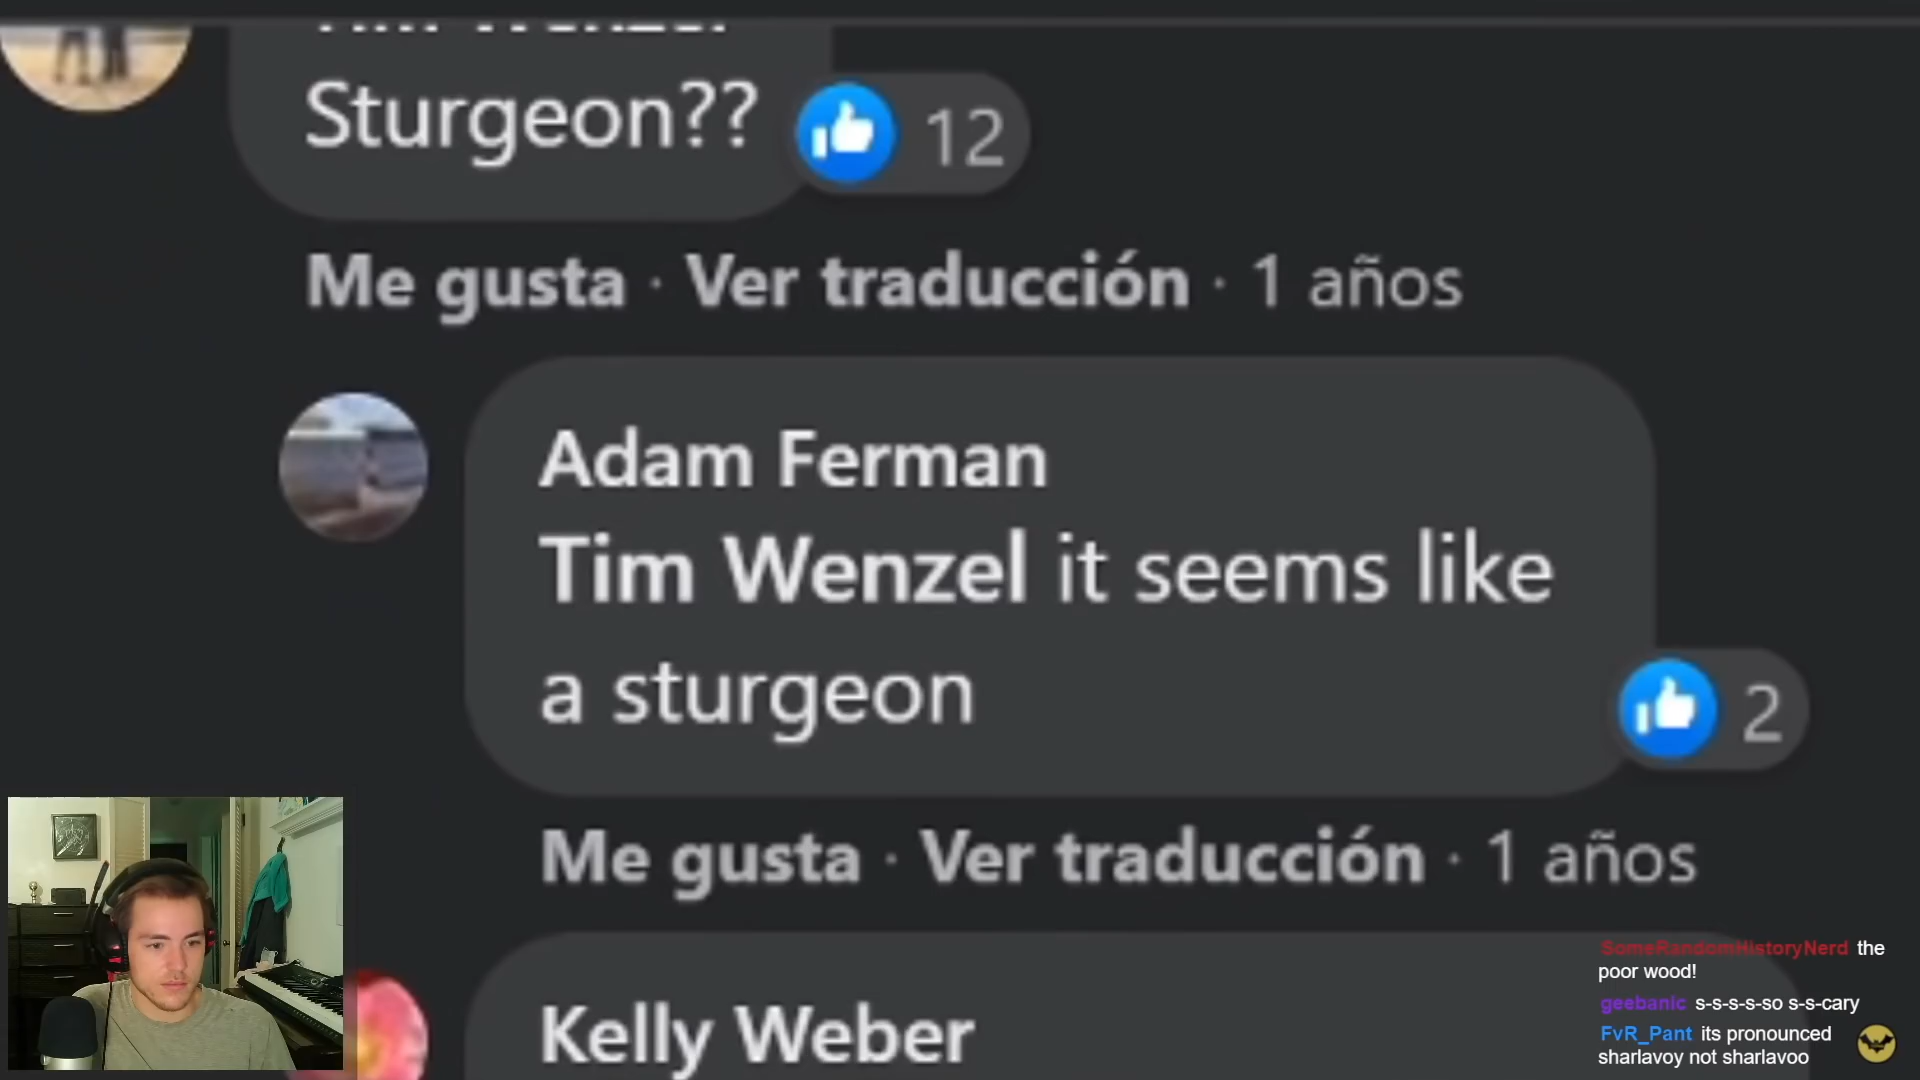 Tim Wenzel
Sturgeon??
12
Me gusta · Ver traducción · 1 años
Adam Ferman
Tim Wenzel it seems like
a sturgeon
2
Me gusta · Ver traducción · 1 años
Kelly Weber
SomeRandomHistoryNerd the
poor wood!
geebanic s-s-s-s-so s-s-cary
FvR_Pant its pronounced
sharlavoy not sharlavoo